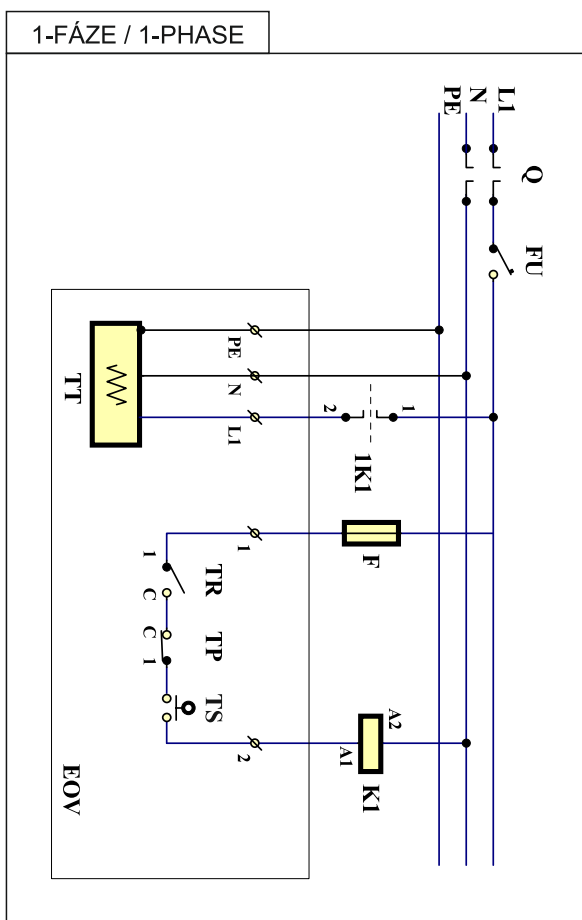 1-FÁZE / 1-PHASE
L1
N
PE
Q
FU
PE
N
L1
TT
2
1
1K1
1
F
1
C
TR
C
1
TP
TS
2
A1
A2
K1
EOV